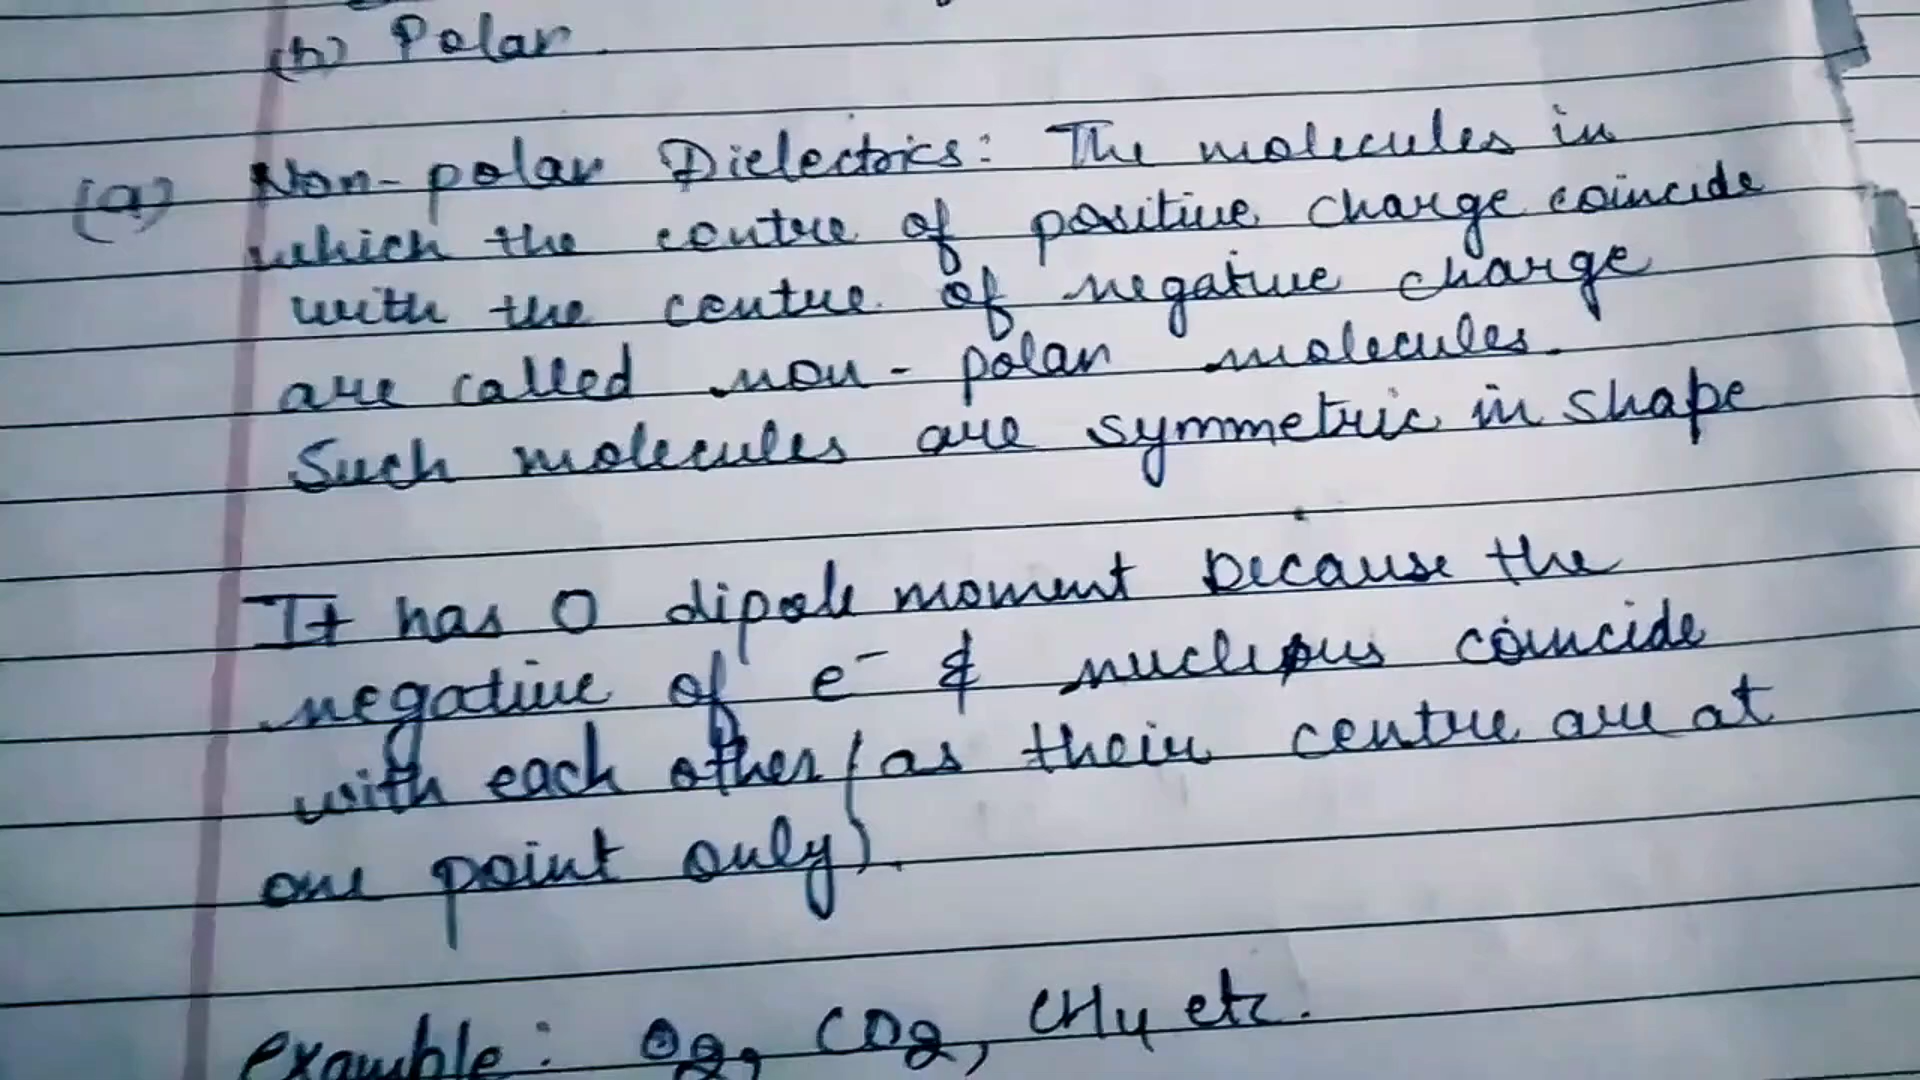 (b) Polar.
(a) Non-polar Dielectrics: The molecules in
which the centre of positive charge coincide
with the centre of negative charge
are called non-polar molecules.
Such molecules are symmetric in shape
It has 0 dipole moment because the
negative of e⁻ & nucleus coincide
with each other (as their centre are at
one point only).
example: O2, CO2, CH4 etc.